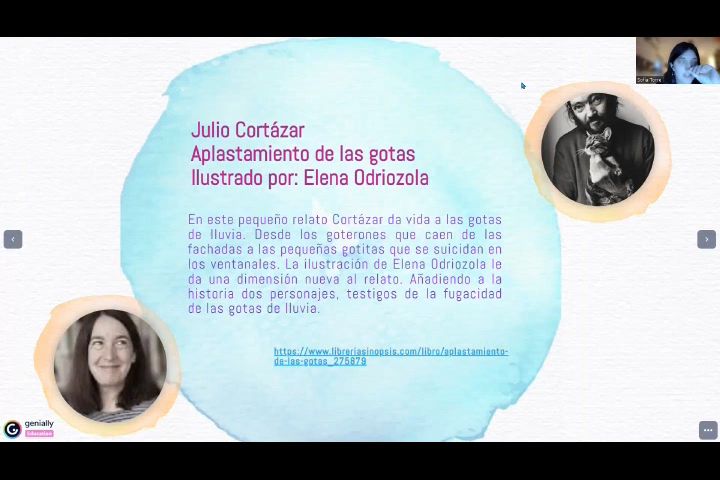 Sofia Torre
Julio Cortázar
Aplastamiento de las gotas
Ilustrado por: Elena Odriozola
En este pequeño relato Cortázar da vida a las gotas
de lluvia. Desde los goterones que caen de las
fachadas a las pequeñas gotitas que se suicidan en
los ventanales. La ilustración de Elena Odriozola le
da una dimensión nueva al relato. Añadiendo a la
historia dos personajes, testigos de la fugacidad
de las gotas de lluvia.
https://www.libreriasinopsis.com/libro/aplastamiento-
de-las-gotas_275879
genially